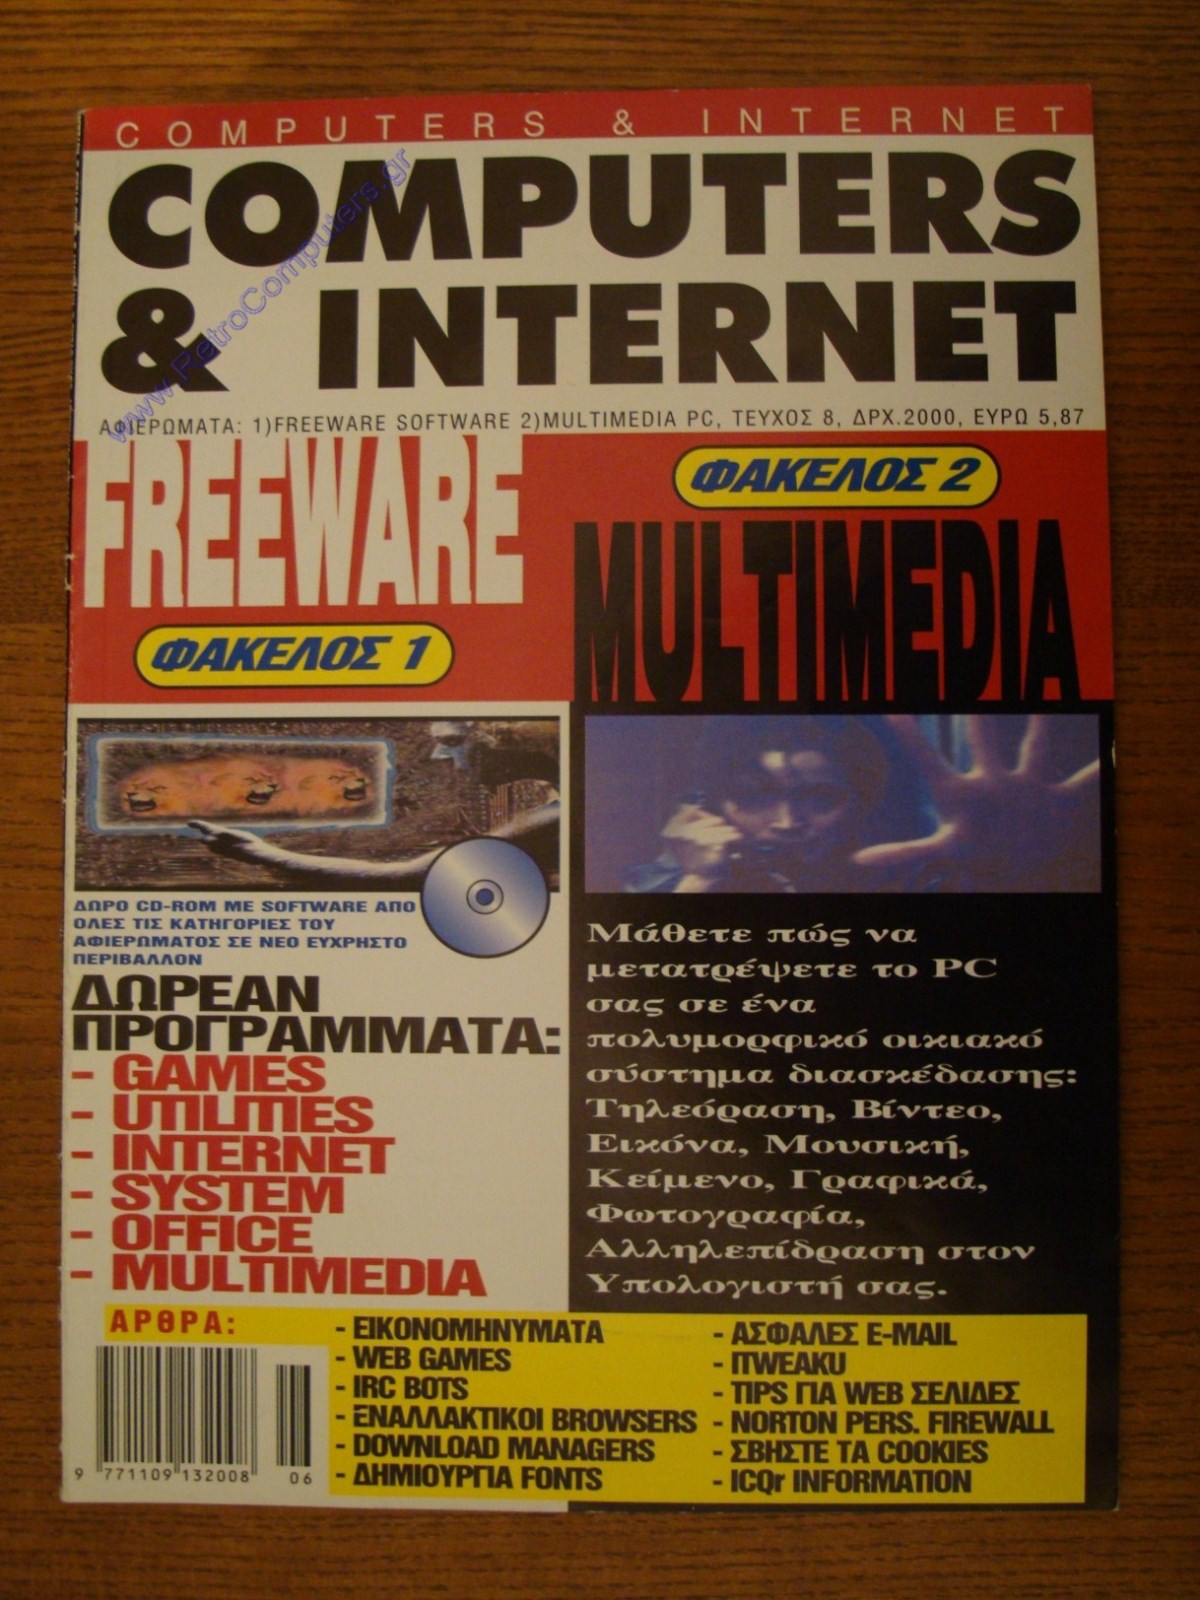 COMPUTERS & INTERNET
COMPUTERS
& INTERNET
www.RetroComputers.gr
ΑΦΙΕΡΩΜΑΤΑ: 1)FREEWARE SOFTWARE 2)MULTIMEDIA PC, ΤΕΥΧΟΣ 8, ΔΡΧ.2000, ΕΥΡΩ 5,87
FREEWARE
ΦΑΚΕΛΟΣ 1
ΦΑΚΕΛΟΣ 2
MULTIMEDIA
ΔΩΡΟ CD-ROM ΜΕ SOFTWARE ΑΠΟ
ΟΛΕΣ ΤΙΣ ΚΑΤΗΓΟΡΙΕΣ ΤΟΥ
ΑΦΙΕΡΩΜΑΤΟΣ ΣΕ ΝΕΟ ΕΥΧΡΗΣΤΟ
ΠΕΡΙΒΑΛΛΟΝ
ΔΩΡΕΑΝ
ΠΡΟΓΡΑΜΜΑΤΑ:
- GAMES
- UTILITIES
- INTERNET
- SYSTEM
- OFFICE
- MULTIMEDIA
Μάθετε πώς να
μετατρέψετε το PC
σας σε ένα
πολυμορφικό οικιακό
σύστημα διασκέδασης:
Τηλεόραση, Βίντεο,
Εικόνα, Μουσική,
Κείμενο, Γραφικά,
Φωτογραφία,
Αλληλεπίδραση στον
Υπολογιστή σας.
ΑΡΘΡΑ:
- ΕΙΚΟΝΟΜΗΝΥΜΑΤΑ
- WEB GAMES
- IRC BOTS
- ΕΝΑΛΛΑΚΤΙΚΟΙ BROWSERS
- DOWNLOAD MANAGERS
- ΔΗΜΙΟΥΡΓΙΑ FONTS
- ΑΣΦΑΛΕΣ E-MAIL
- ITWEAKU
- TIPS ΓΙΑ WEB ΣΕΛΙΔΕΣ
- NORTON PERS. FIREWALL
- ΣΒΗΣΤΕ ΤΑ COOKIES
- ICQr INFORMATION
9 771109 132008 06